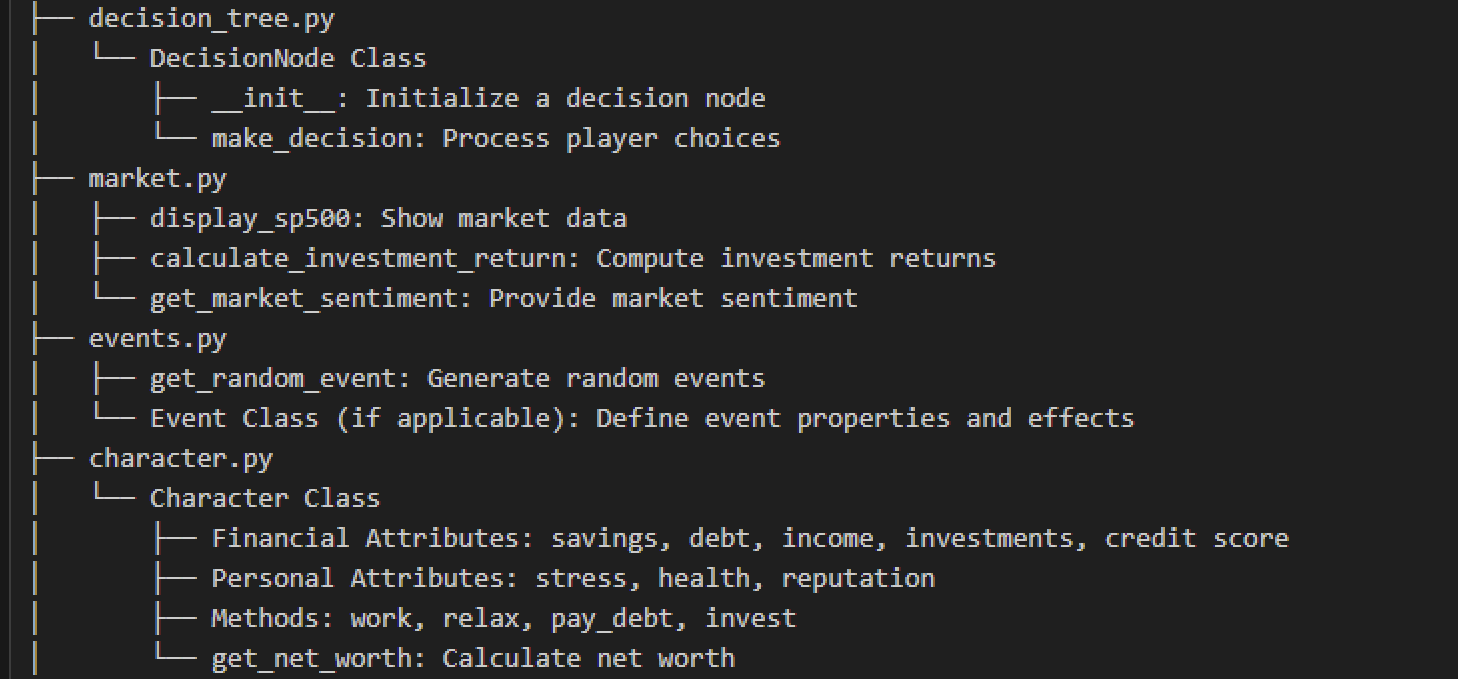 ├── decision_tree.py
│   └── DecisionNode Class
│       ├── __init__: Initialize a decision node
│       └── make_decision: Process player choices
├── market.py
│   ├── display_sp500: Show market data
│   ├── calculate_investment_return: Compute investment returns
│   └── get_market_sentiment: Provide market sentiment
├── events.py
│   ├── get_random_event: Generate random events
│   └── Event Class (if applicable): Define event properties and effects
├── character.py
│   └── Character Class
│       ├── Financial Attributes: savings, debt, income, investments, credit score
│       ├── Personal Attributes: stress, health, reputation
│       ├── Methods: work, relax, pay_debt, invest
│       └── get_net_worth: Calculate net worth